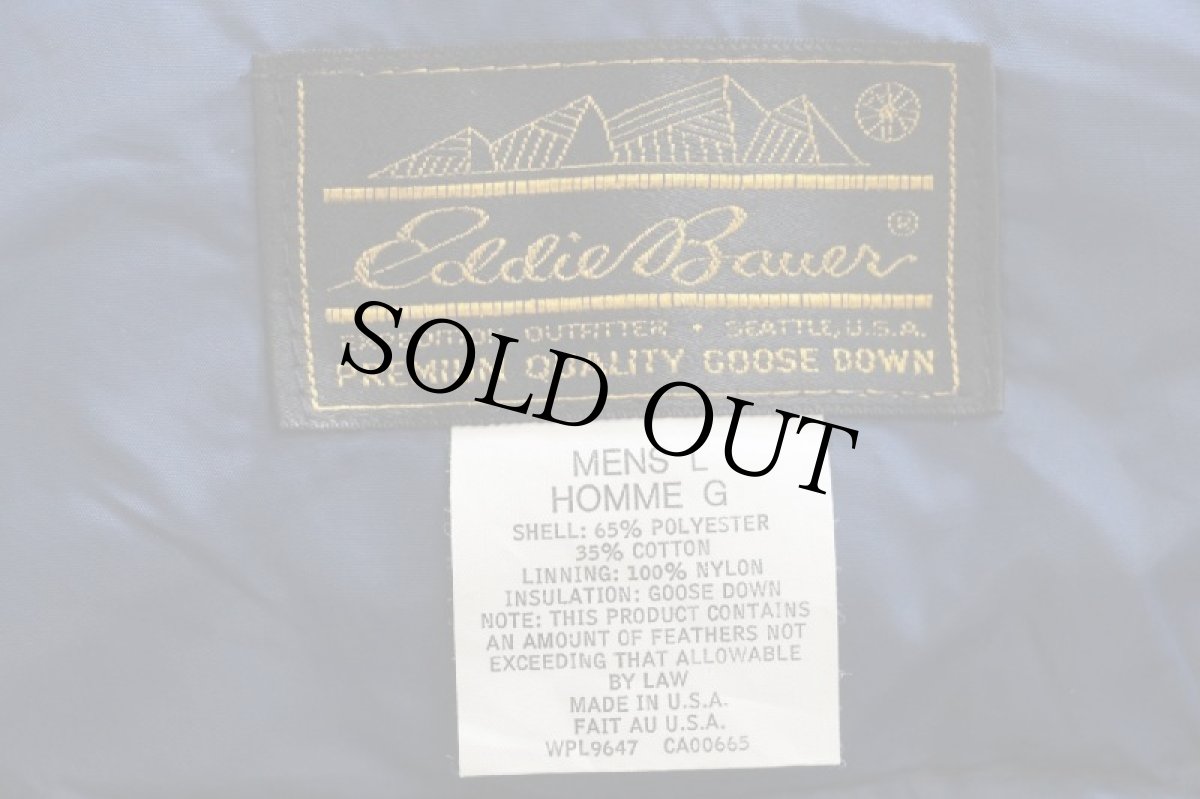 Eddie Bauer ®
EXPEDITION OUTFITTER • SEATTLE, U.S.A.
PREMIUM QUALITY GOOSE DOWN
SOLD OUT
MENS L
HOMME G
SHELL: 65% POLYESTER
35% COTTON
LINNING: 100% NYLON
INSULATION: GOOSE DOWN
NOTE: THIS PRODUCT CONTAINS
AN AMOUNT OF FEATHERS NOT
EXCEEDING THAT ALLOWABLE
BY LAW
MADE IN U.S.A.
FAIT AU U.S.A.
WPL9647 CA00665